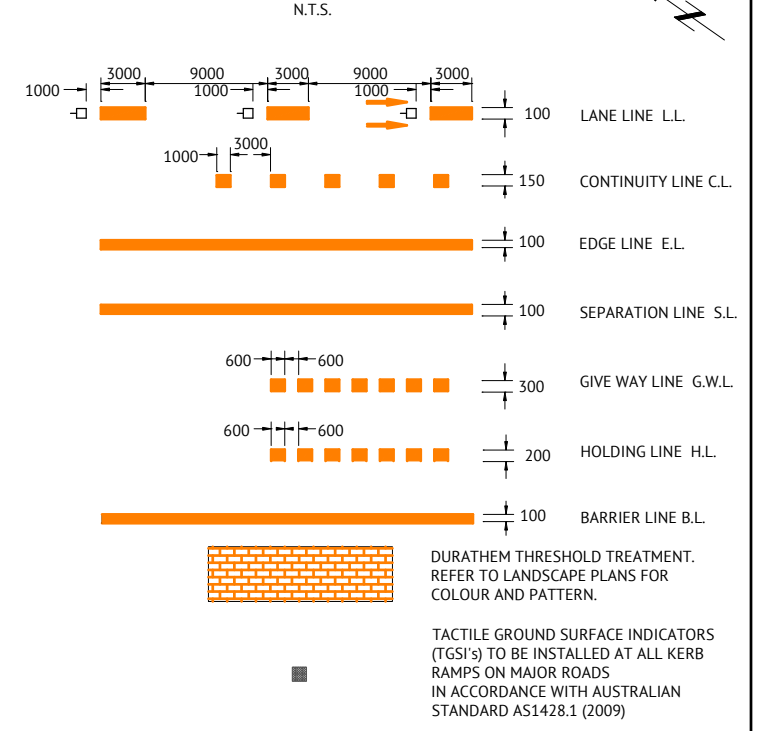 N.T.S.
3000 9000 3000 9000 3000
1000 1000 1000
100 LANE LINE L.L.
1000 3000
150 CONTINUITY LINE C.L.
100 EDGE LINE E.L.
100 SEPARATION LINE S.L.
600 600
300 GIVE WAY LINE G.W.L.
600 600
200 HOLDING LINE H.L.
100 BARRIER LINE B.L.
DURATHEM THRESHOLD TREATMENT.
REFER TO LANDSCAPE PLANS FOR
COLOUR AND PATTERN.
TACTILE GROUND SURFACE INDICATORS
(TGSI's) TO BE INSTALLED AT ALL KERB
RAMPS ON MAJOR ROADS
IN ACCORDANCE WITH AUSTRALIAN
STANDARD AS1428.1 (2009)